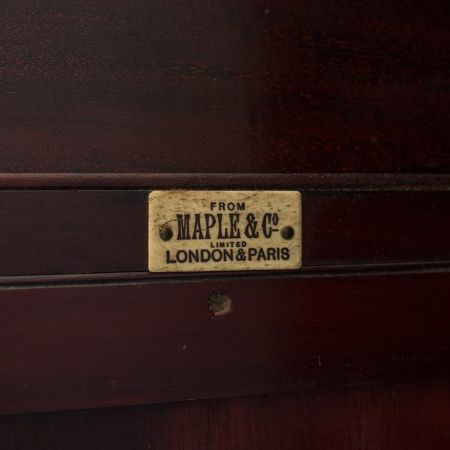 FROM
MAPLE & Cº
LIMITED
LONDON & PARIS